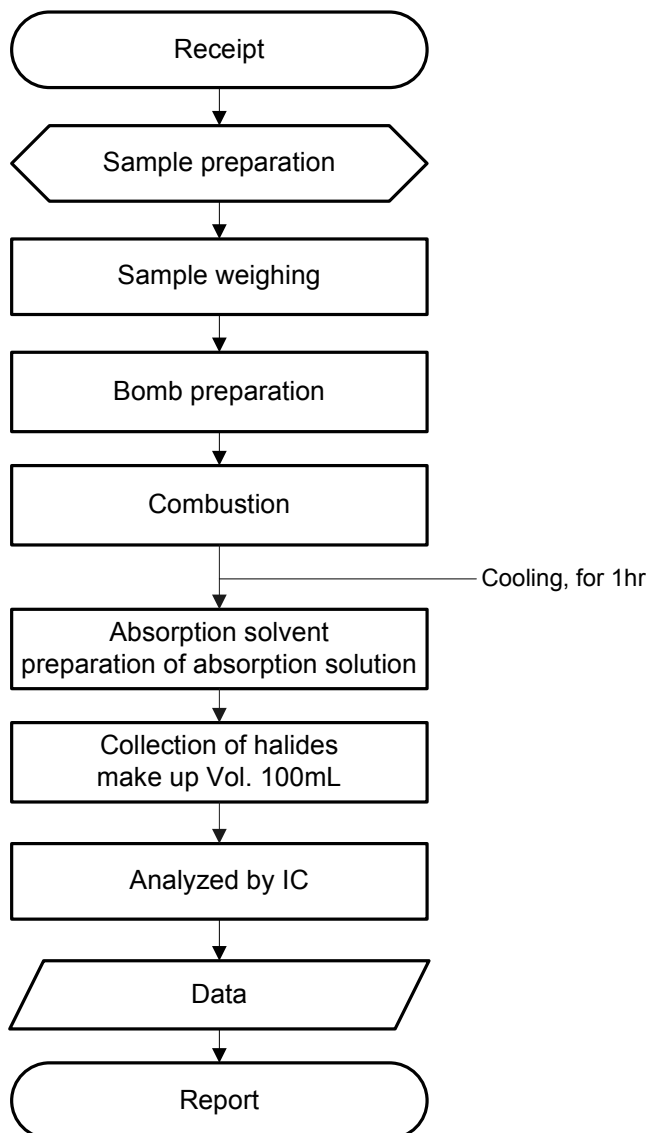 Receipt
Sample preparation
Sample weighing
Bomb preparation
Combustion
Cooling, for 1hr
Absorption solvent
preparation of absorption solution
Collection of halides
make up Vol. 100mL
Analyzed by IC
Data
Report